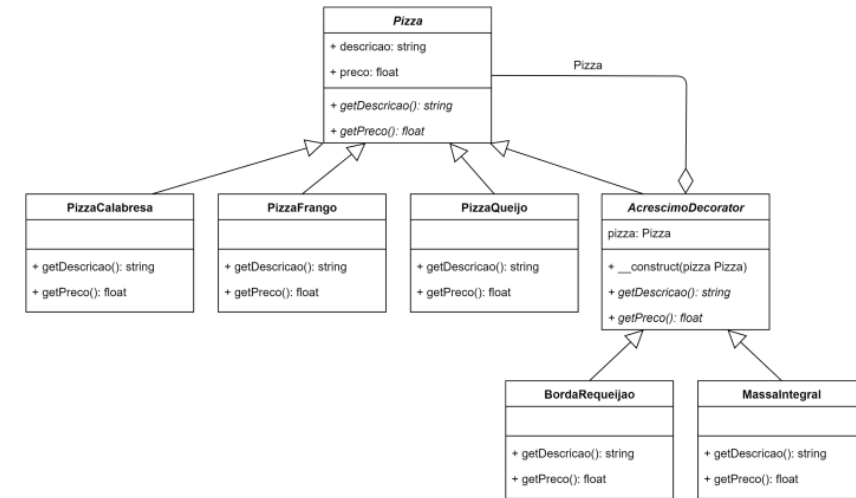 Pizza
+ descricao: string
+ preco: float
+ getDescricao(): string
+ getPreco(): float
Pizza
PizzaCalabresa
+ getDescricao(): string
+ getPreco(): float
PizzaFrango
+ getDescricao(): string
+ getPreco(): float
PizzaQueijo
+ getDescricao(): string
+ getPreco(): float
AcrescimoDecorator
pizza: Pizza
+ __construct(pizza Pizza)
+ getDescricao(): string
+ getPreco(): float
BordaRequeijao
+ getDescricao(): string
+ getPreco(): float
MassaIntegral
+ getDescricao(): string
+ getPreco(): float